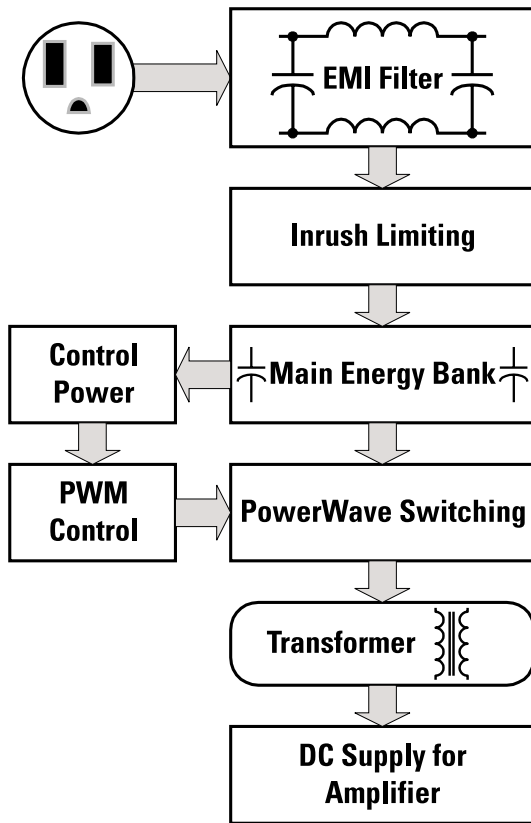 EMI Filter
Inrush Limiting
Control
Power
Main Energy Bank
PWM
Control
PowerWave Switching
Transformer
DC Supply for
Amplifier